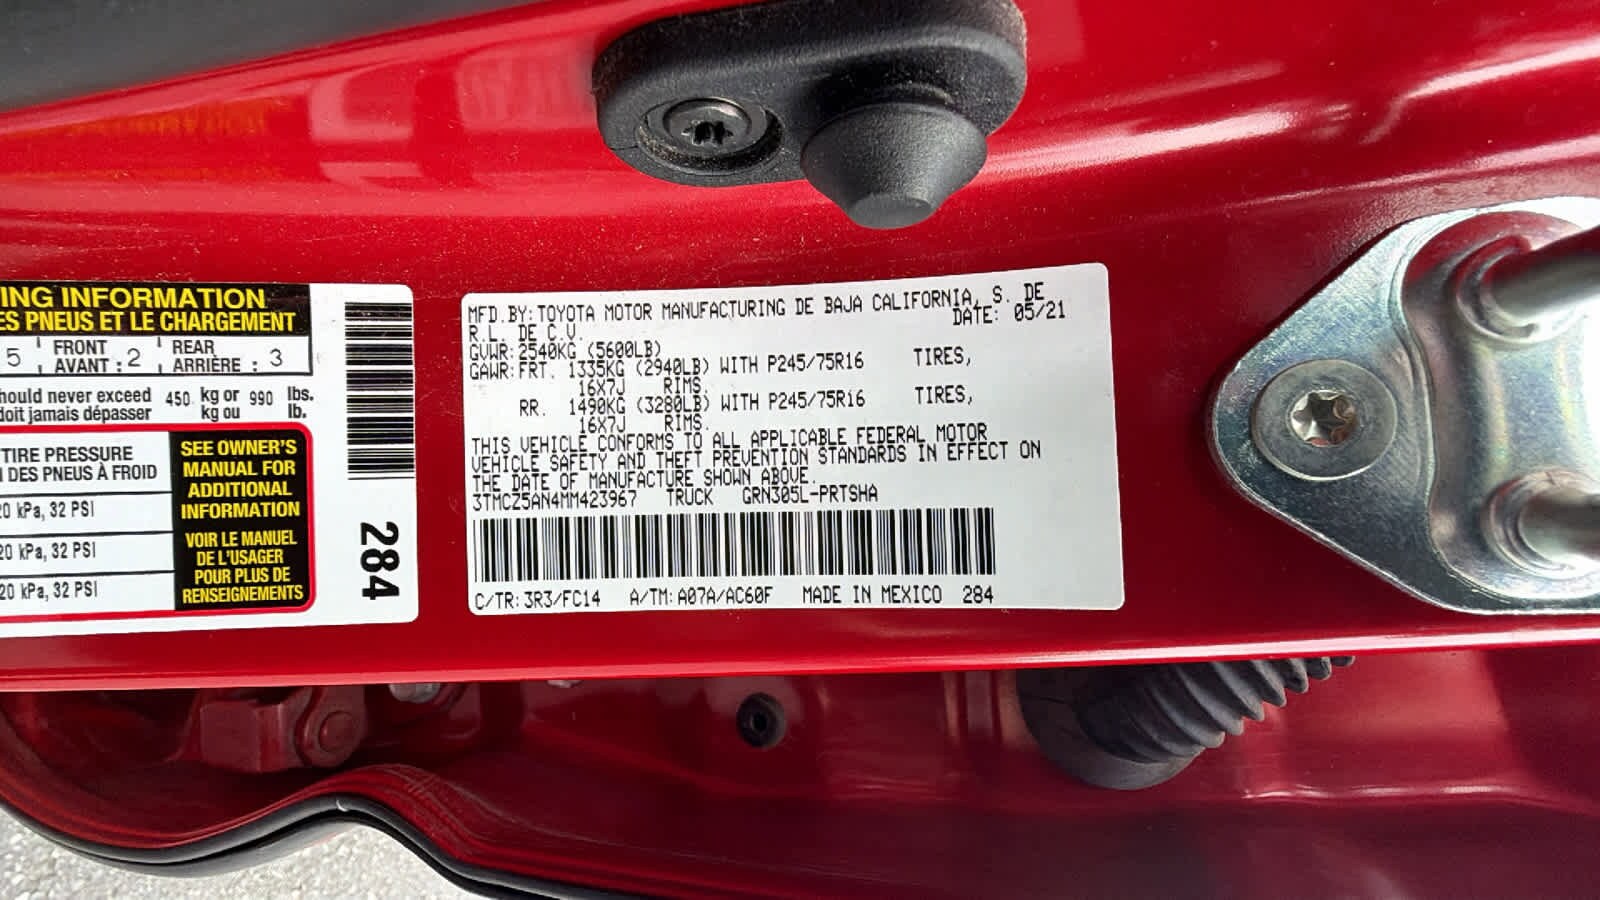 ING INFORMATION
ES PNEUS ET LE CHARGEMENT
5 FRONT AVANT : 2 REAR ARRIÈRE : 3
hould never exceed 450 kg or 990 lbs.
doit jamais dépasser kg ou lb.
TIRE PRESSURE
DES PNEUS À FROID
20 kPa, 32 PSI
20 kPa, 32 PSI
20 kPa, 32 PSI
SEE OWNER'S
MANUAL FOR
ADDITIONAL
INFORMATION
VOIR LE MANUEL
DE L'USAGER
POUR PLUS DE
RENSEIGNEMENTS
284
MFD.BY:TOYOTA MOTOR MANUFACTURING DE BAJA CALIFORNIA, S. DE
R.L. DE C.V. DATE: 05/21
GVWR:2540KG (5600LB)
GAWR:FRT. 1335KG (2940LB) WITH P245/75R16 TIRES,
16X7J RIMS.
RR. 1490KG (3280LB) WITH P245/75R16 TIRES,
16X7J RIMS.
THIS VEHICLE CONFORMS TO ALL APPLICABLE FEDERAL MOTOR
VEHICLE SAFETY AND THEFT PREVENTION STANDARDS IN EFFECT ON
THE DATE OF MANUFACTURE SHOWN ABOVE.
3TMCZ5AN4MM423967 TRUCK GRN305L-PRTSHA
C/TR:3R3/FC14 A/TM:A07A/AC60F MADE IN MEXICO 284